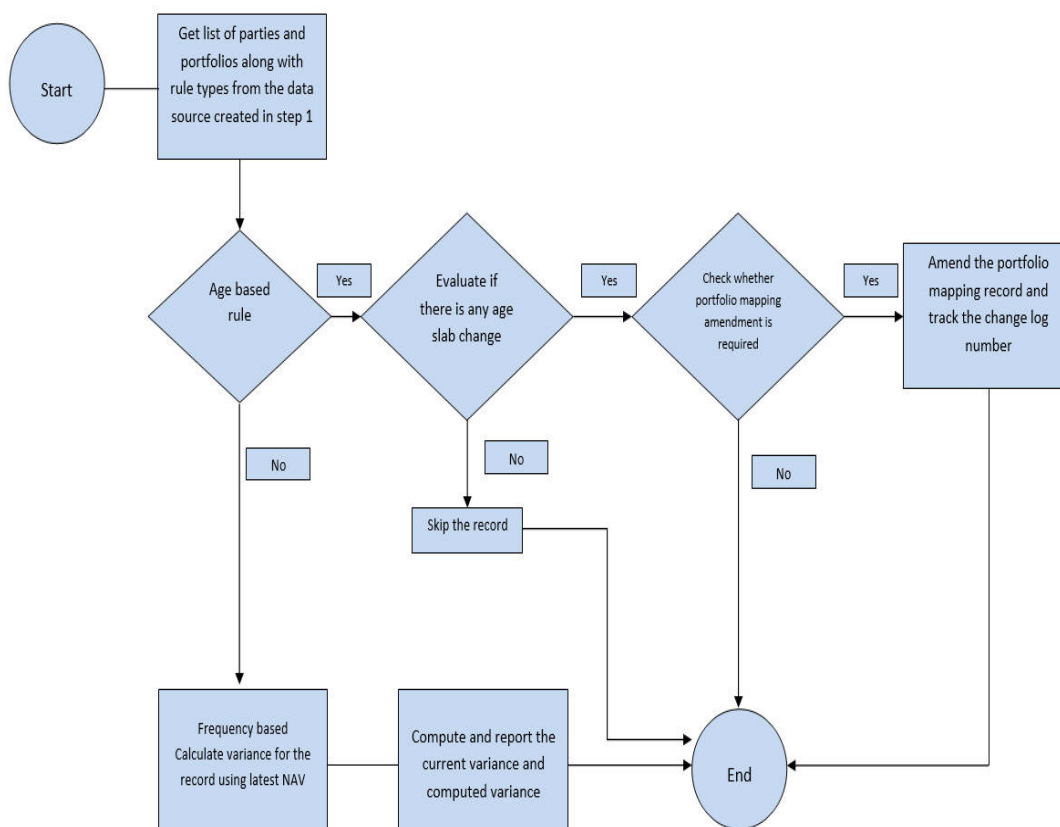 Start
Get list of parties and
portfolios along with
rule types from the data
source created in step 1
Age based
rule
Yes
Evaluate if
there is any age
slab change
Yes
Check whether
portfolio mapping
amendment is
required
Yes
Amend the portfolio
mapping record and
track the change log
number
No
No
No
Skip the record
Frequency based
Calculate variance for the
record using latest NAV
Compute and report the
current variance and
computed variance
End